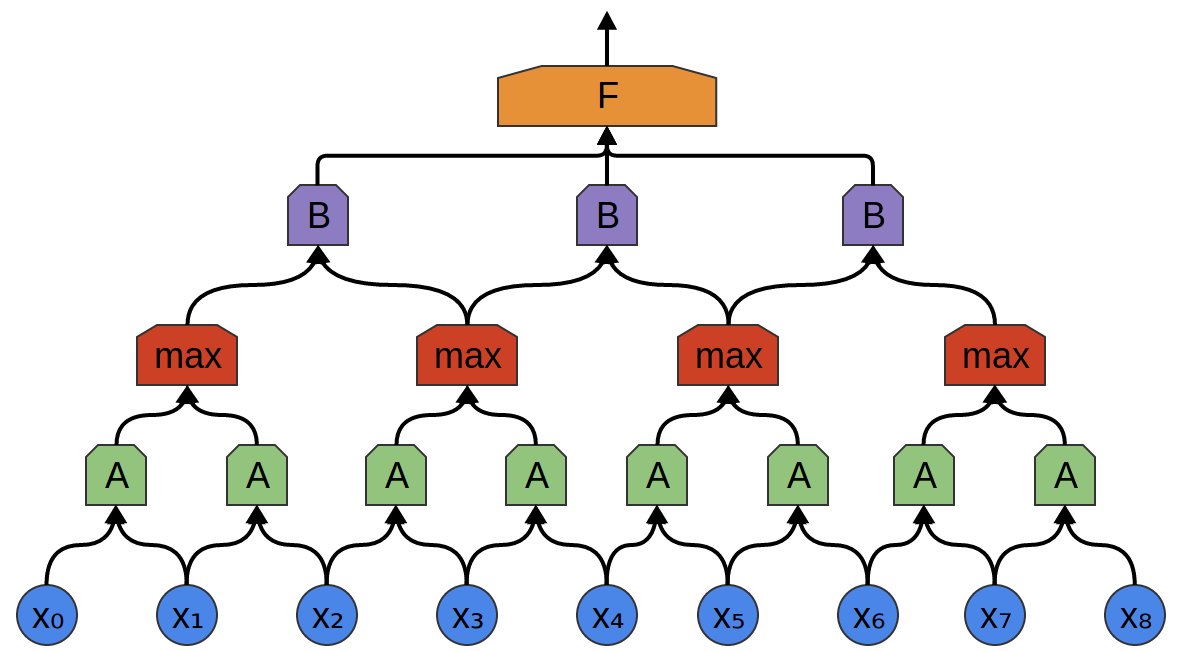 F
B B B
max max max max
A A A A A A A A
x₀ x₁ x₂ x₃ x₄ x₅ x₆ x₇ x₈